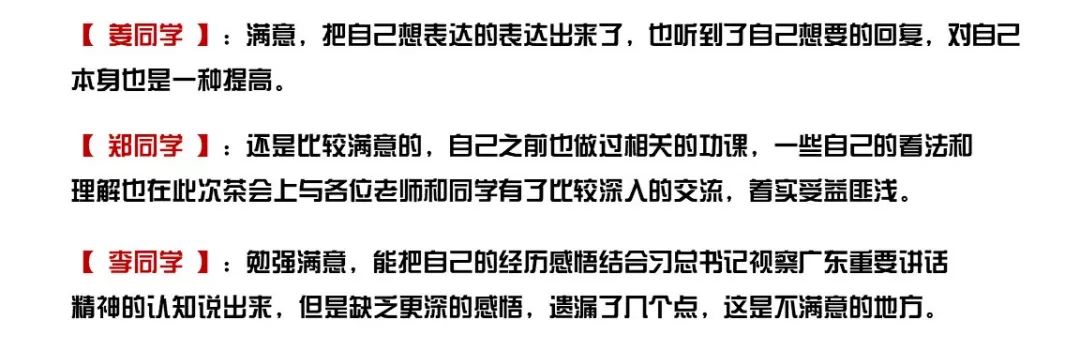 【 姜同学 】：满意，把自己想表达的表达出来了，也听到了自己想要的回复，对自己
本身也是一种提高。
【 郑同学 】：还是比较满意的，自己之前也做过相关的功课，一些自己的看法和
理解也在此次茶会上与各位老师和同学有了比较深入的交流，着实受益匪浅。
【 李同学 】：勉强满意，能把自己的经历感悟结合习总书记视察广东重要讲话
精神的认知说出来，但是缺乏更深的感悟，遗漏了几个点，这是不满意的地方。